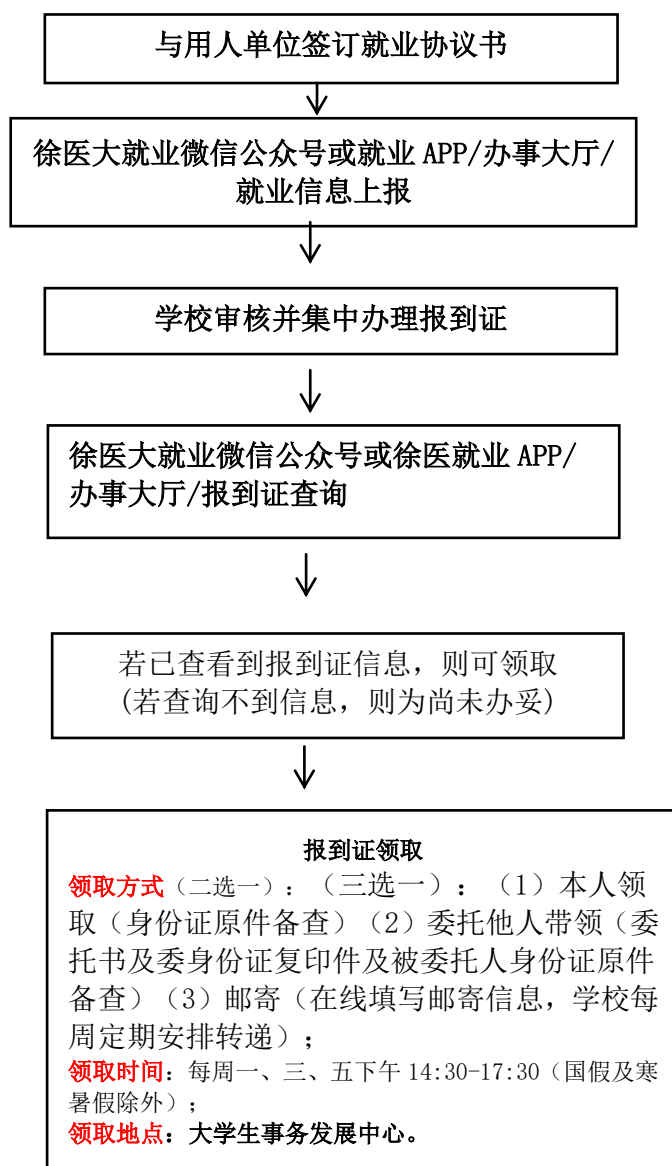 与用人单位签订就业协议书
徐医大就业微信公众号或就业 APP/办事大厅/
就业信息上报
学校审核并集中办理报到证
徐医大就业微信公众号或徐医就业 APP/
办事大厅/报到证查询
若已查看到报到证信息，则可领取
(若查询不到信息，则为尚未办妥)
报到证领取
领取方式（二选一）：（三选一）：（1）本人领
取（身份证原件备查）（2）委托他人带领（委
托书及委身份证复印件及被委托人身份证原件
备查）（3）邮寄（在线填写邮寄信息，学校每
周定期安排转递）；
领取时间：每周一、三、五下午 14:30-17:30（国假及寒
暑假除外）；
领取地点：大学生事务发展中心。